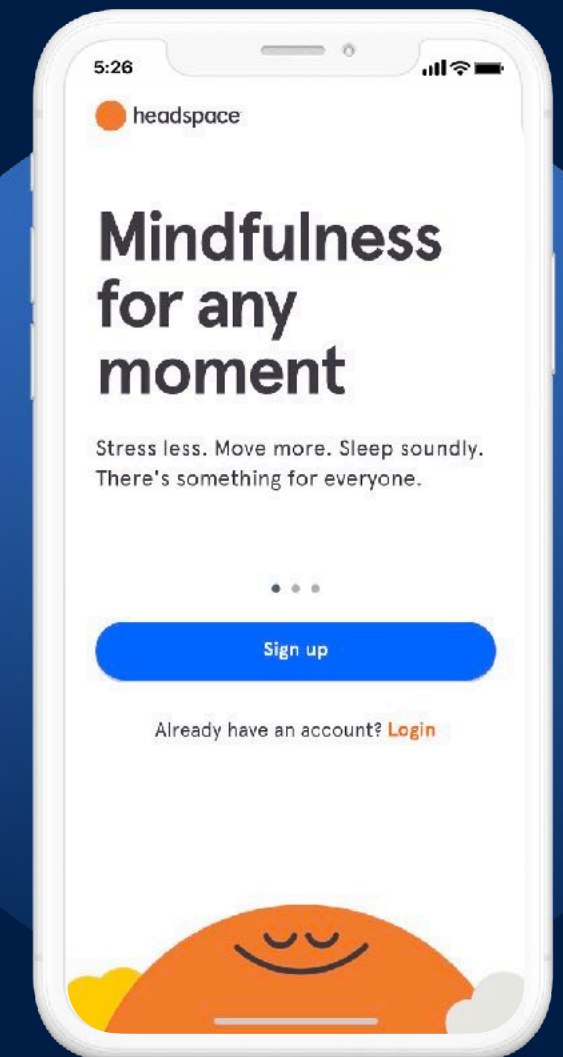 5:26
headspace
Mindfulness
for any
moment
Stress less. Move more. Sleep soundly.
There's something for everyone.
Sign up
Already have an account? Login